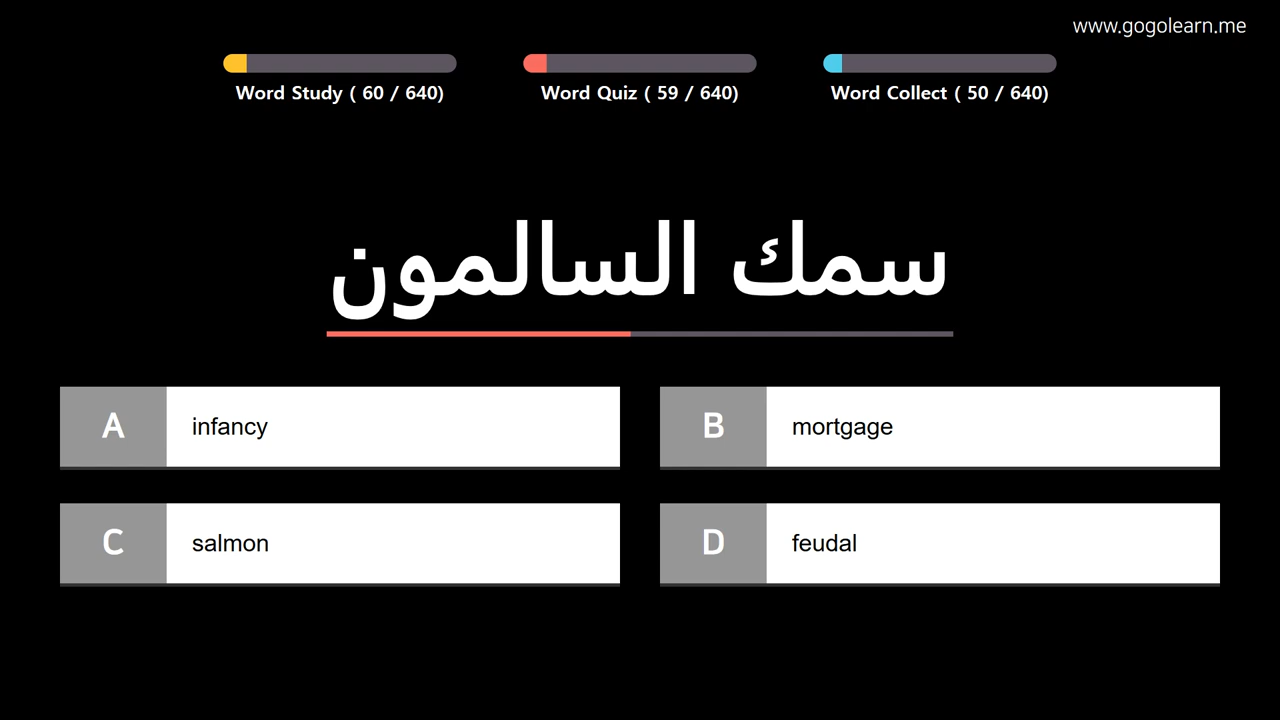 www.gogolearn.me
Word Study ( 60 / 640)
Word Quiz ( 59 / 640)
Word Collect ( 50 / 640)
سمك السالمون
A infancy
B mortgage
C salmon
D feudal